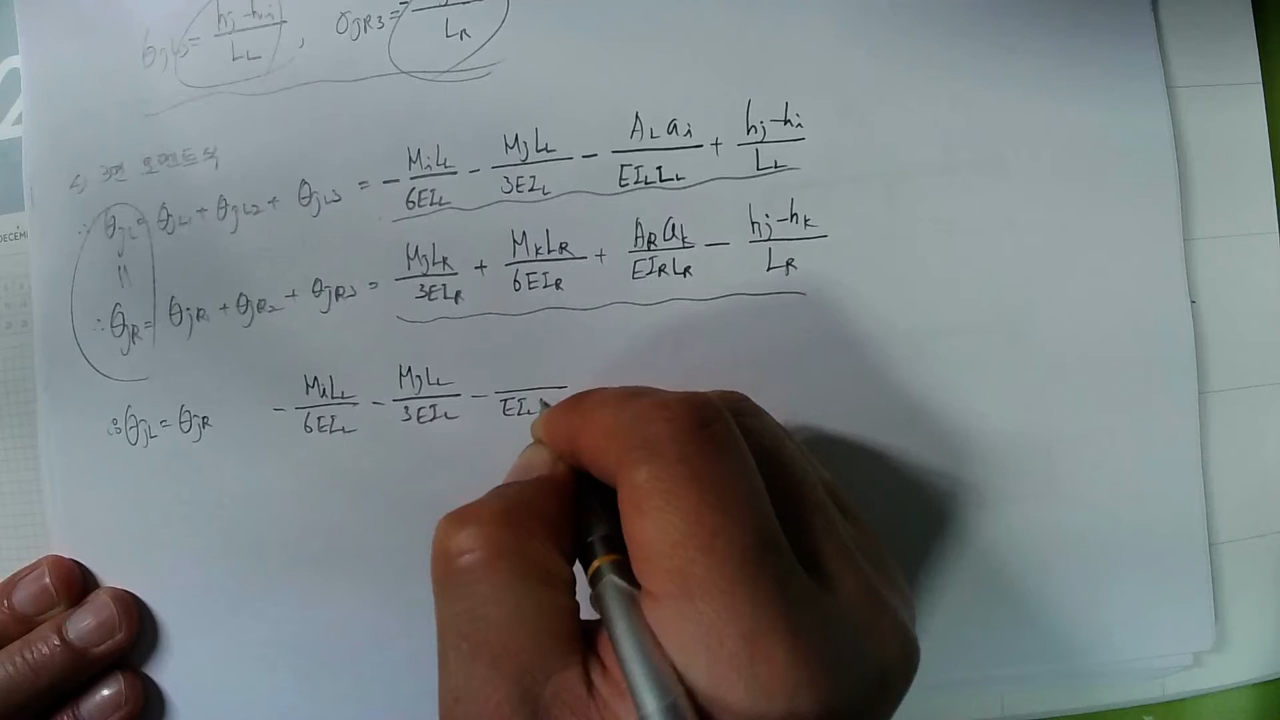 θjL3 = (hj-hi)/LL , θjR3 = /LR
3연 모멘트식
∴ θjL = θjL1 + θjL2 + θjL3 = - MiLL/6EIL - MjLL/3EIL - ALai/EILLL + (hj-hi)/LL
=
∴ θjR = θjR1 + θjR2 + θjR3 = MjLR/3EIR + MkLR/6EIR + ARak/EIRLR - (hj-hk)/LR
∴ θjL = θjR - MiLL/6EIL - MjLL/3EIL - /EIL
DECEM
2